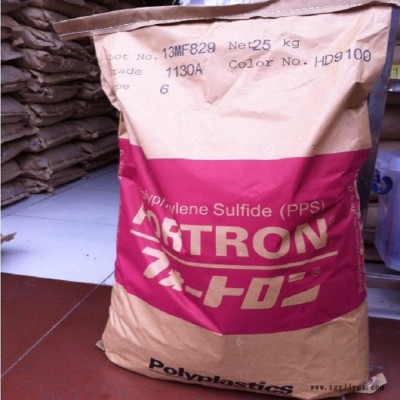 Lot No. 13MF829 Net 25 kg
Grade 1130A Color No. HD9100
Type 6
Polyphenylene Sulfide (PPS)
FORTRON
フォートロン
Polyplastics